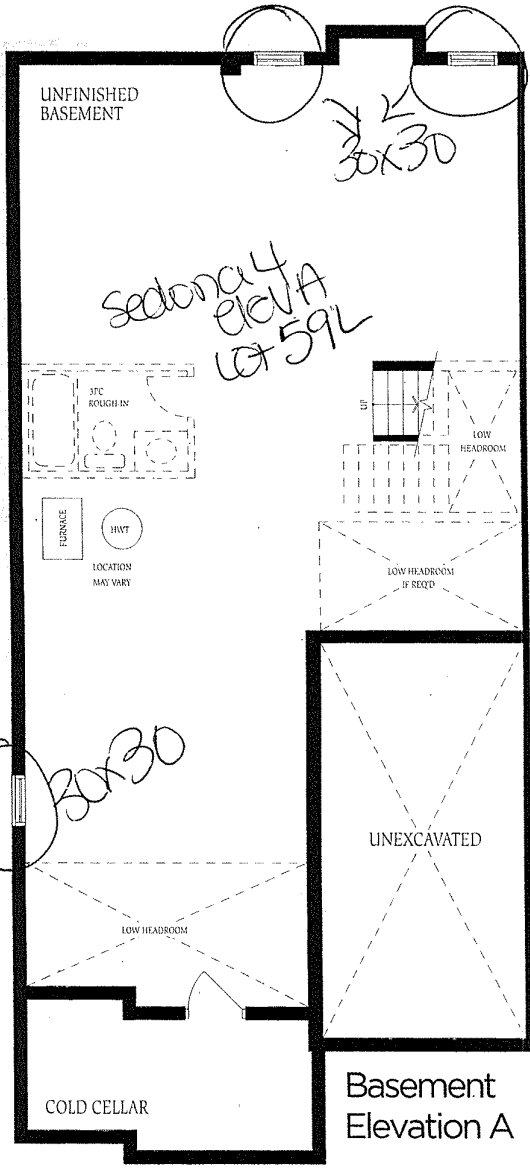 UNFINISHED
BASEMENT
30x30
Sedona 4
elev A
Lot 59L
3PC
ROUGH-IN
UP
LOW
HEADROOM
FURNACE
HWT
LOCATION
MAY VARY
LOW HEADROOM
IF REQ'D
30x30
UNEXCAVATED
LOW HEADROOM
COLD CELLAR
Basement
Elevation A